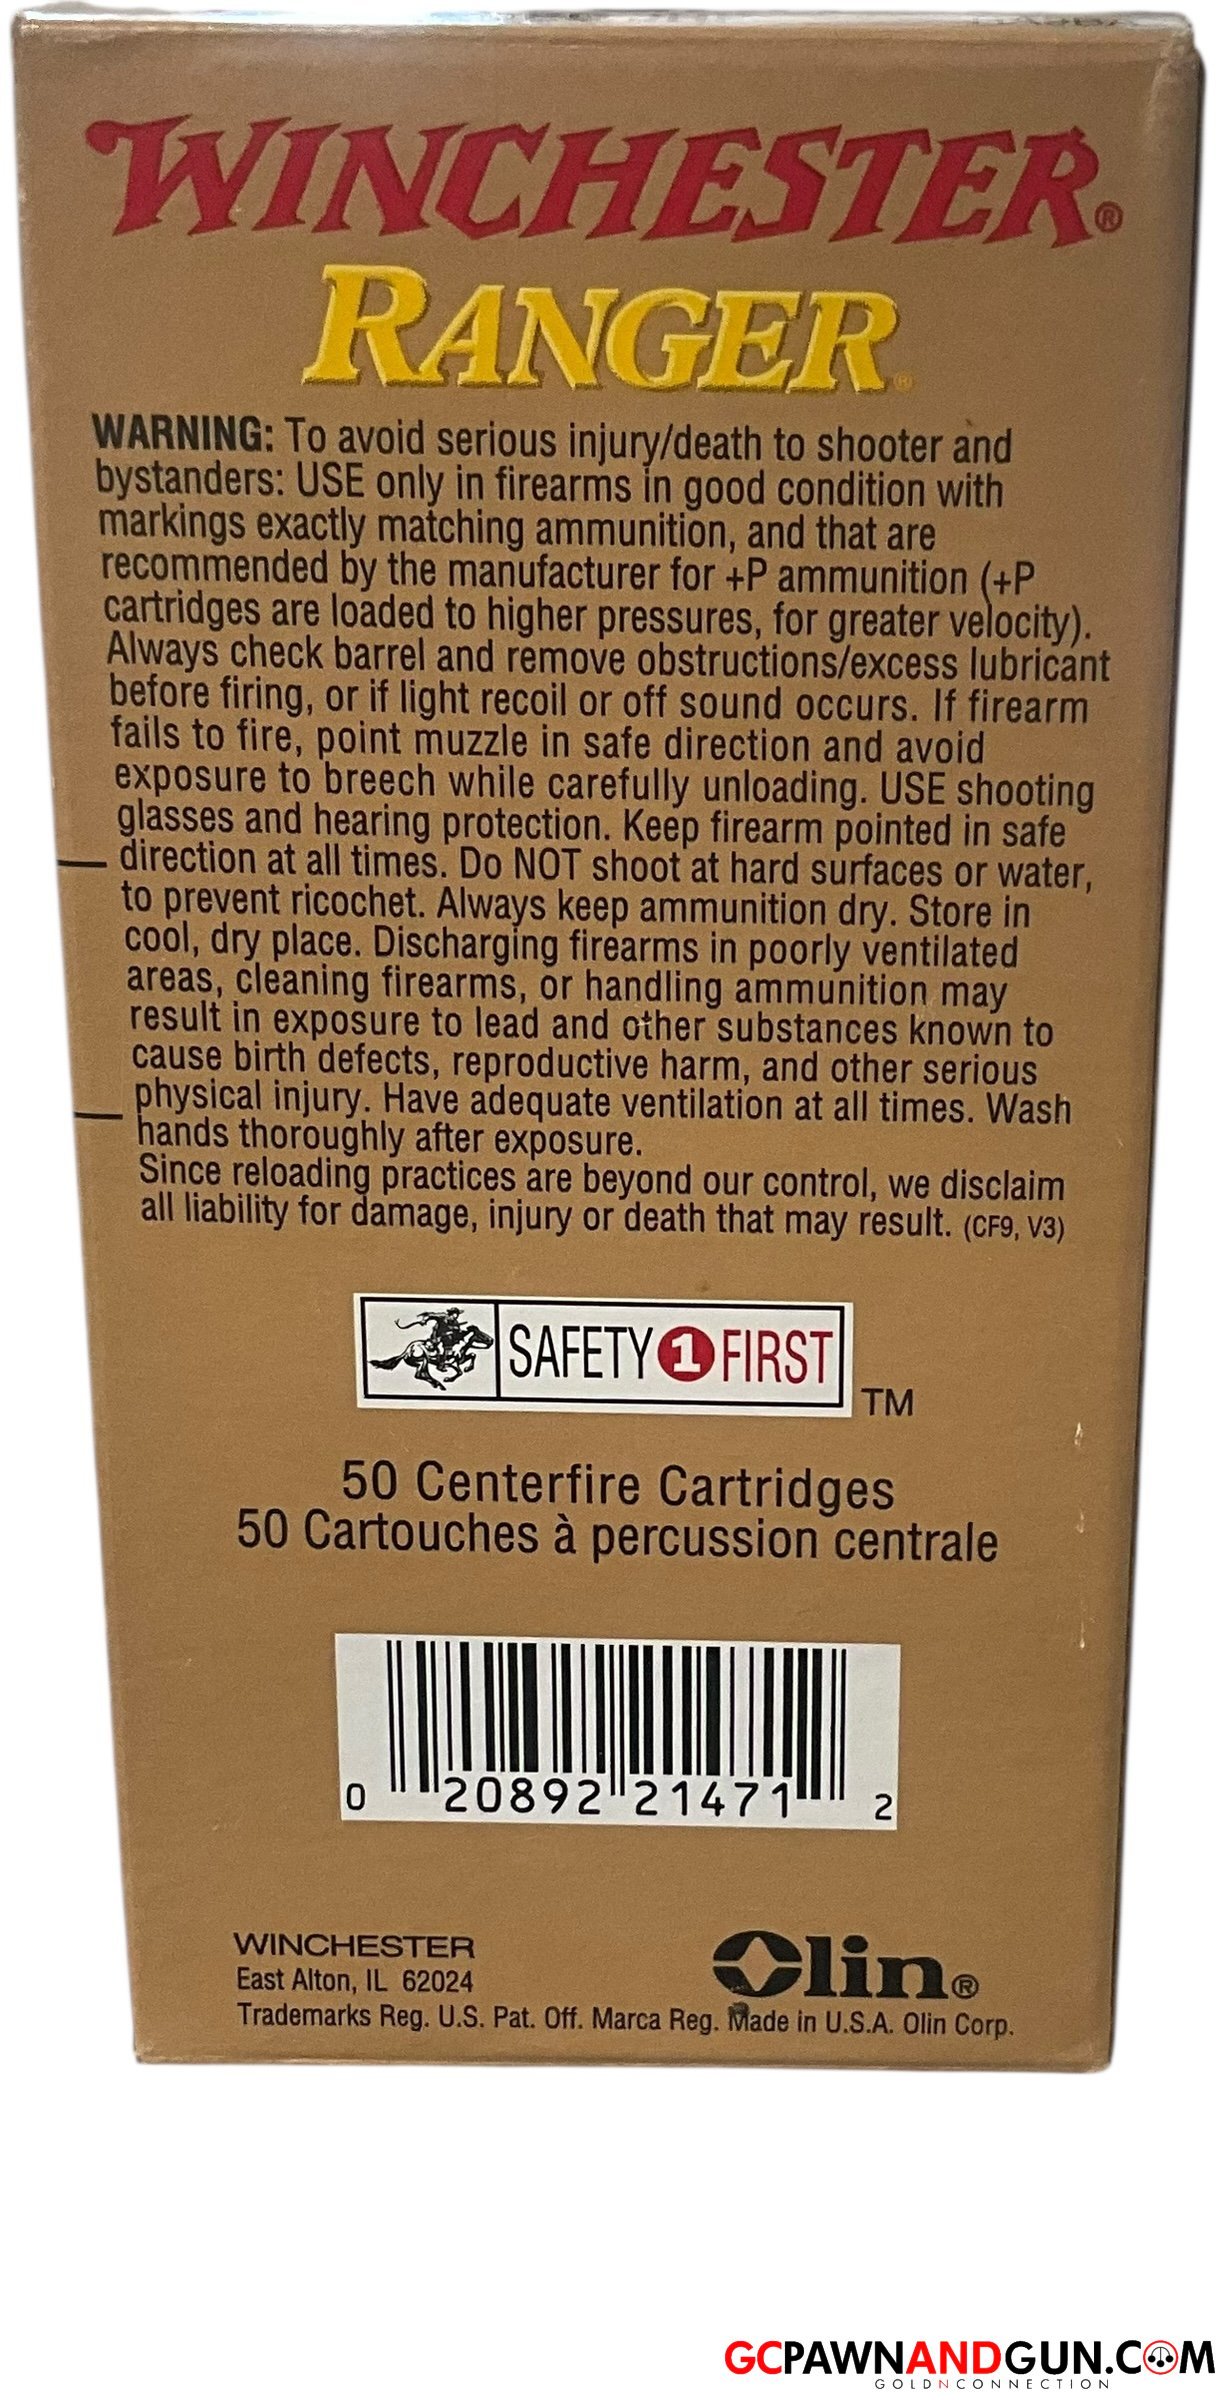 WINCHESTER®
RANGER®
WARNING: To avoid serious injury/death to shooter and
bystanders: USE only in firearms in good condition with
markings exactly matching ammunition, and that are
recommended by the manufacturer for +P ammunition (+P
cartridges are loaded to higher pressures, for greater velocity).
Always check barrel and remove obstructions/excess lubricant
before firing, or if light recoil or off sound occurs. If firearm
fails to fire, point muzzle in safe direction and avoid
exposure to breech while carefully unloading. USE shooting
glasses and hearing protection. Keep firearm pointed in safe
direction at all times. Do NOT shoot at hard surfaces or water,
to prevent ricochet. Always keep ammunition dry. Store in
cool, dry place. Discharging firearms in poorly ventilated
areas, cleaning firearms, or handling ammunition may
result in exposure to lead and other substances known to
cause birth defects, reproductive harm, and other serious
physical injury. Have adequate ventilation at all times. Wash
hands thoroughly after exposure.
Since reloading practices are beyond our control, we disclaim
all liability for damage, injury or death that may result. (CF9, V3)
SAFETY 1 FIRST TM
50 Centerfire Cartridges
50 Cartouches à percussion centrale
0 20892 21471 2
WINCHESTER
East Alton, IL 62024
Olin®
Trademarks Reg. U.S. Pat. Off. Marca Reg. Made in U.S.A. Olin Corp.
GCPAWNANDGUN.COM
GOLDNCONNECTION